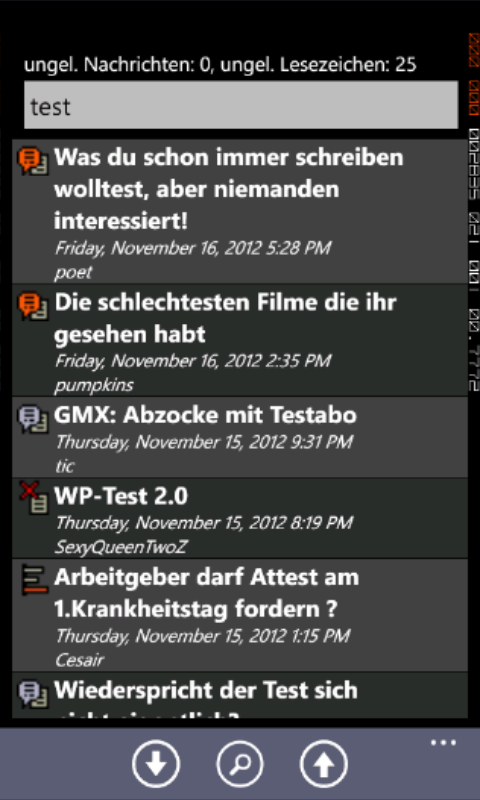 ungel. Nachrichten: 0, ungel. Lesezeichen: 25
test
Was du schon immer schreiben
wolltest, aber niemanden
interessiert!
Friday, November 16, 2012 5:28 PM
poet
Die schlechtesten Filme die ihr
gesehen habt
Friday, November 16, 2012 2:35 PM
pumpkins
GMX: Abzocke mit Testabo
Thursday, November 15, 2012 9:31 PM
tic
WP-Test 2.0
Thursday, November 15, 2012 8:19 PM
SexyQueenTwoZ
Arbeitgeber darf Attest am
1.Krankheitstag fordern ?
Thursday, November 15, 2012 1:15 PM
Cesair
Wiederspricht der Test sich